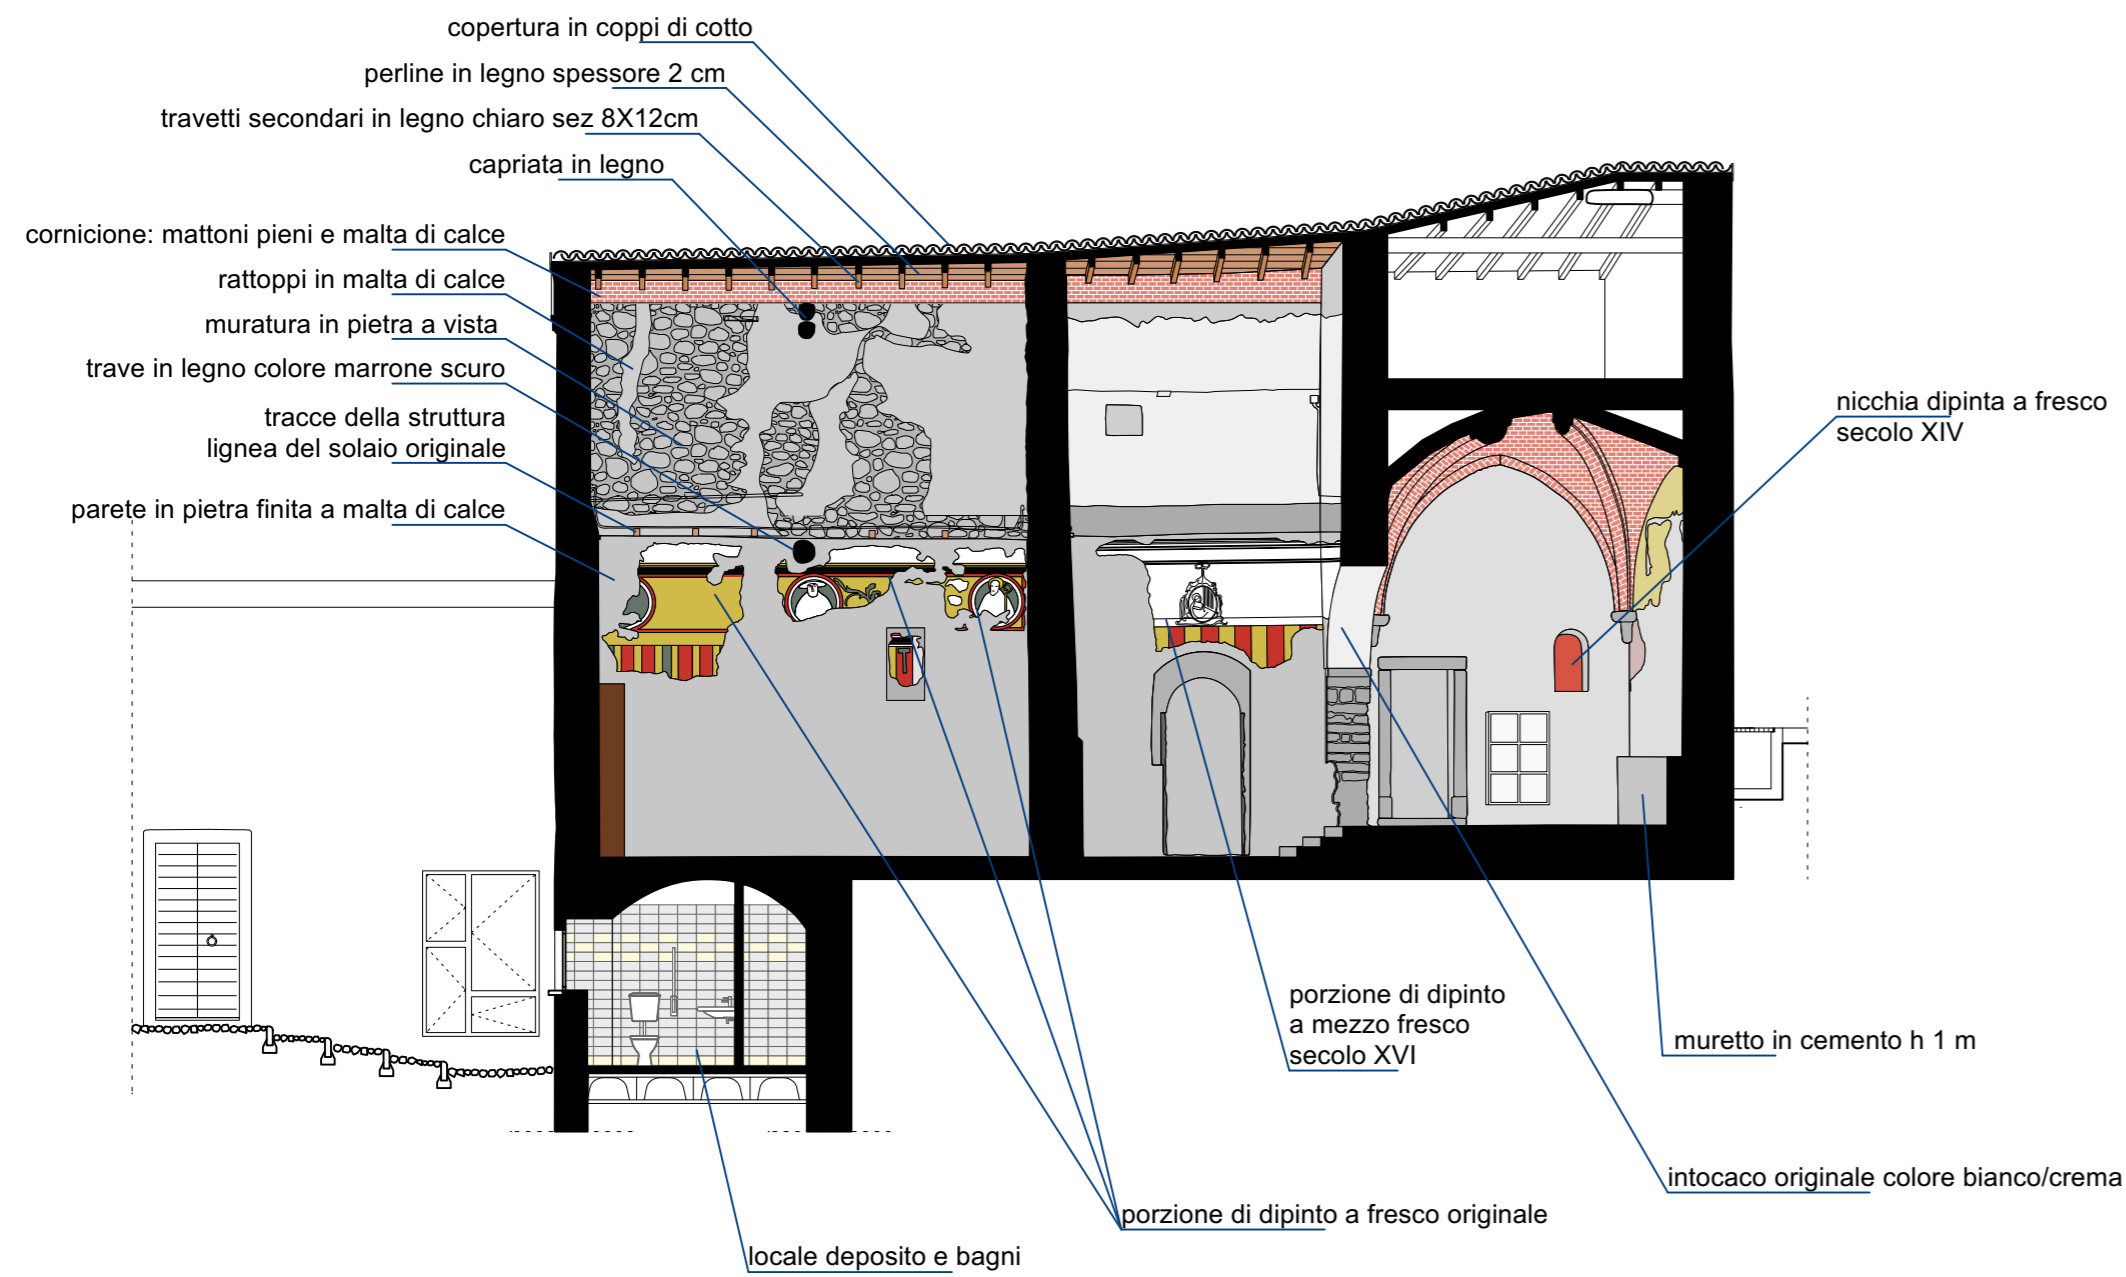 copertura in coppi di cotto
perline in legno spessore 2 cm
travetti secondari in legno chiaro sez 8X12cm
capriata in legno
cornicione: mattoni pieni e malta di calce
rattoppi in malta di calce
muratura in pietra a vista
trave in legno colore marrone scuro
tracce della struttura
lignea del solaio originale
parete in pietra finita a malta di calce
nicchia dipinta a fresco
secolo XIV
porzione di dipinto
a mezzo fresco
secolo XVI
muretto in cemento h 1 m
intocaco originale colore bianco/crema
porzione di dipinto a fresco originale
locale deposito e bagni